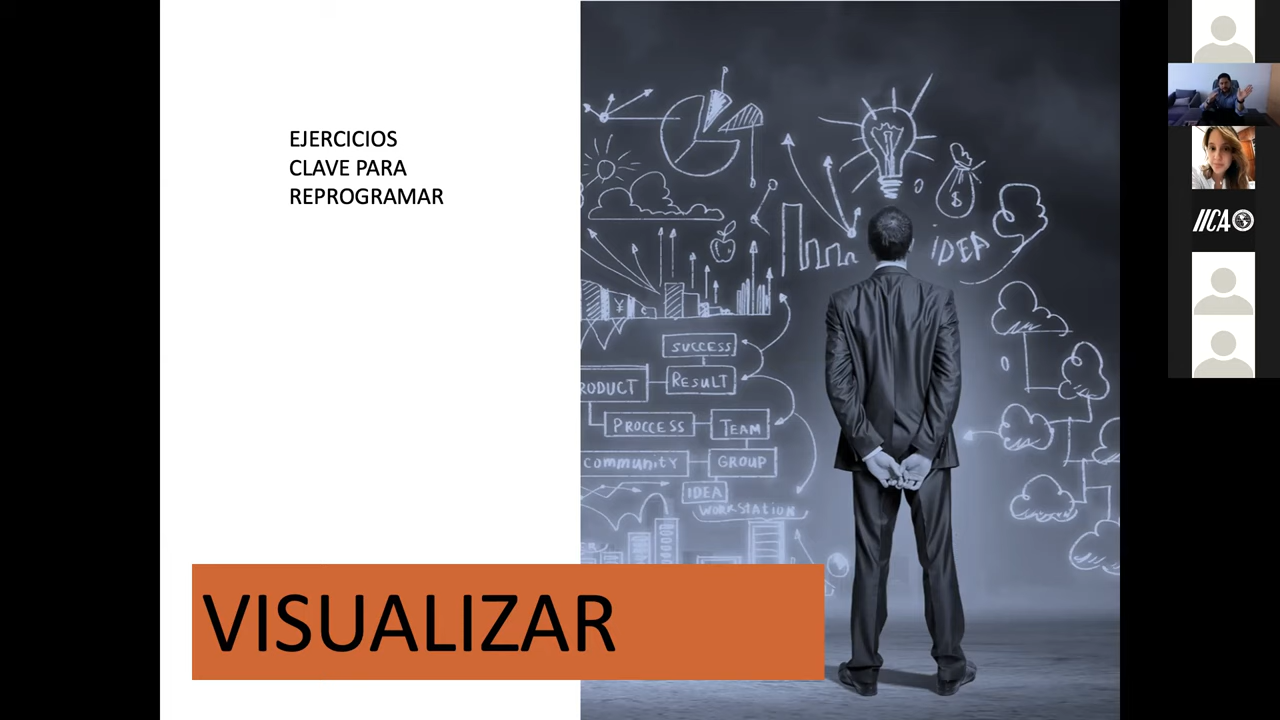 EJERCICIOS
CLAVE PARA
REPROGRAMAR
IDEA
SUCCESS
RODUCT
RESULT
PROCCESS
TEAM
COMMUNITY
GROUP
IDEA
WORKSTATION
VISUALIZAR
IICA